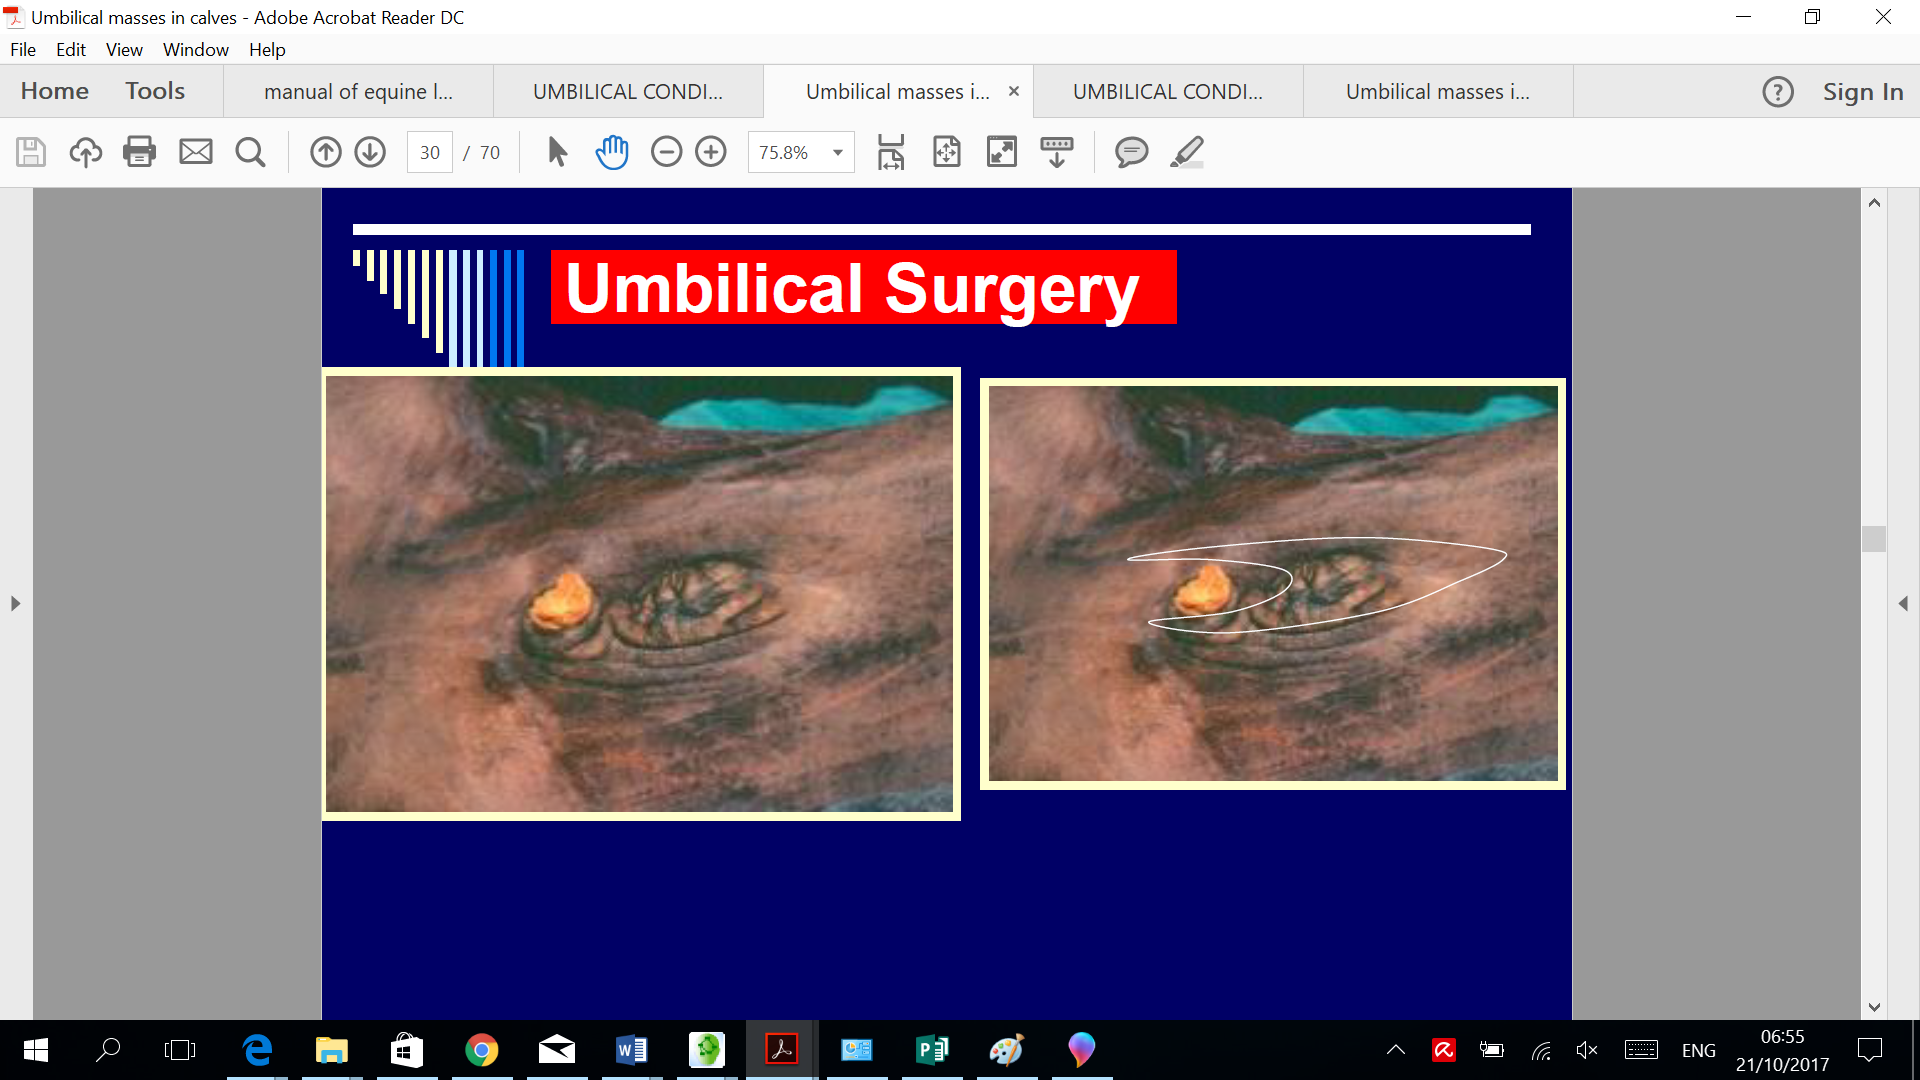 Umbilical masses in calves - Adobe Acrobat Reader DC
File Edit View Window Help
Home Tools manual of equine l... UMBILICAL CONDI... Umbilical masses i... × UMBILICAL CONDI... Umbilical masses i... ? Sign In
30 / 70 75.8%
Umbilical Surgery
ENG 06:55
21/10/2017